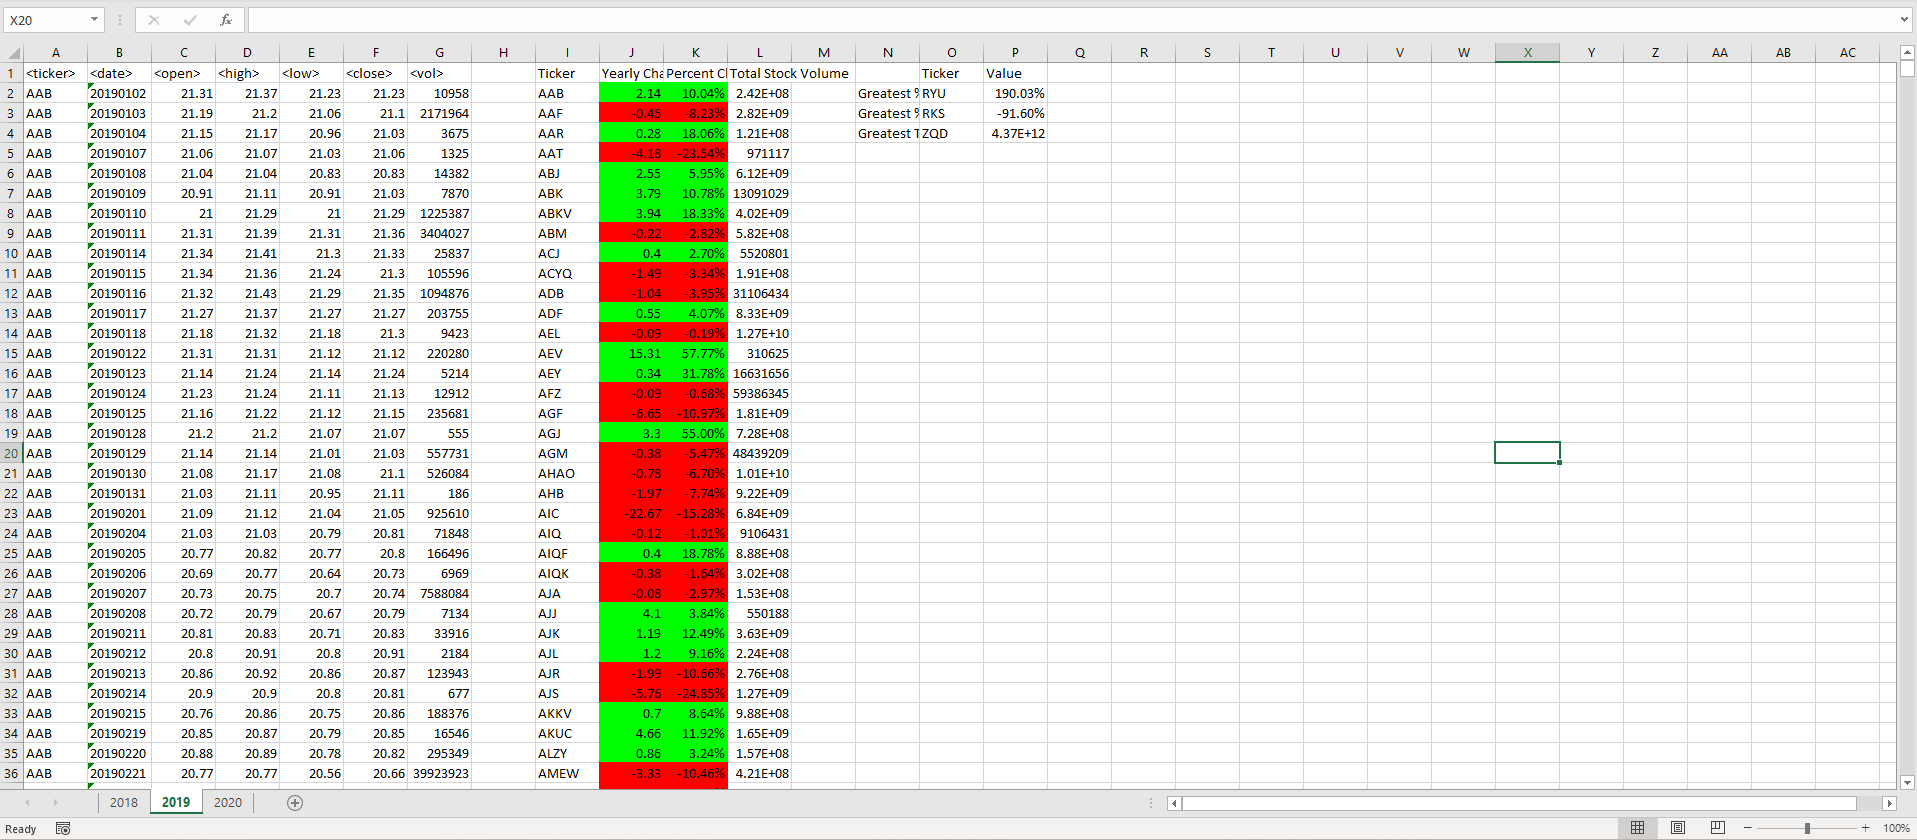 X20 fx
A B C D E F G H I J K L M N O P Q R S T U V W X Y Z AA AB AC
1 <ticker> <date> <open> <high> <low> <close> <vol> Ticker Yearly Cha Percent Cl Total Stock Volume Ticker Value
2 AAB 20190102 21.31 21.37 21.23 21.23 10958 AAB 2.14 10.04% 2.42E+08 Greatest % RYU 190.03%
3 AAB 20190103 21.19 21.2 21.06 21.1 2171964 AAF -0.45 -8.23% 2.82E+09 Greatest % RKS -91.60%
4 AAB 20190104 21.15 21.17 20.96 21.03 3675 AAR 0.28 18.06% 1.21E+08 Greatest T ZQD 4.37E+12
5 AAB 20190107 21.06 21.07 21.03 21.06 1325 AAT -4.18 -23.54% 971117
6 AAB 20190108 21.04 21.04 20.83 20.83 14382 ABJ 2.55 5.95% 6.12E+09
7 AAB 20190109 20.91 21.11 20.91 21.03 7870 ABK 3.79 10.78% 13091029
8 AAB 20190110 21 21.29 21 21.29 1225387 ABKV 3.94 18.33% 4.02E+09
9 AAB 20190111 21.31 21.39 21.31 21.36 3404027 ABM -0.22 -2.82% 5.82E+08
10 AAB 20190114 21.34 21.41 21.3 21.33 25837 ACJ 0.4 2.70% 5520801
11 AAB 20190115 21.34 21.36 21.24 21.3 105596 ACYQ -1.49 -3.34% 1.91E+08
12 AAB 20190116 21.32 21.43 21.29 21.35 1094876 ADB -1.04 -3.95% 31106434
13 AAB 20190117 21.27 21.37 21.27 21.27 203755 ADF 0.55 4.07% 8.33E+09
14 AAB 20190118 21.18 21.32 21.18 21.3 9423 AEL -0.09 -0.19% 1.27E+10
15 AAB 20190122 21.31 21.31 21.12 21.12 220280 AEV 15.31 57.77% 310625
16 AAB 20190123 21.14 21.24 21.14 21.24 5214 AEY 0.34 31.78% 16631656
17 AAB 20190124 21.23 21.24 21.11 21.13 12912 AFZ -0.09 -0.68% 59386345
18 AAB 20190125 21.16 21.22 21.12 21.15 235681 AGF -6.65 -10.97% 1.81E+09
19 AAB 20190128 21.2 21.2 21.07 21.07 555 AGJ 3.3 55.00% 7.28E+08
20 AAB 20190129 21.14 21.14 21.01 21.03 557731 AGM -0.38 -5.47% 48439209
21 AAB 20190130 21.08 21.17 21.08 21.1 526084 AHAO -0.78 -6.70% 1.01E+10
22 AAB 20190131 21.03 21.11 20.95 21.11 186 AHB -1.97 -7.74% 9.22E+09
23 AAB 20190201 21.09 21.12 21.04 21.05 925610 AIC -22.67 -15.28% 6.84E+09
24 AAB 20190204 21.03 21.03 20.79 20.81 71848 AIQ -0.12 -1.01% 9106431
25 AAB 20190205 20.77 20.82 20.77 20.8 166496 AIQF 0.4 18.78% 8.88E+08
26 AAB 20190206 20.69 20.77 20.64 20.73 6969 AIQK -0.38 -1.64% 3.02E+08
27 AAB 20190207 20.73 20.75 20.7 20.74 7588084 AJA -0.08 -2.97% 1.53E+08
28 AAB 20190208 20.72 20.79 20.67 20.79 7134 AJJ 4.1 3.84% 550188
29 AAB 20190211 20.81 20.83 20.71 20.83 33916 AJK 1.19 12.49% 3.63E+09
30 AAB 20190212 20.8 20.91 20.8 20.91 2184 AJL 1.2 9.16% 2.24E+08
31 AAB 20190213 20.86 20.92 20.86 20.87 123943 AJR -1.99 -10.66% 2.76E+08
32 AAB 20190214 20.9 20.9 20.8 20.81 677 AJS -5.76 -24.85% 1.27E+09
33 AAB 20190215 20.76 20.86 20.75 20.86 188376 AKKV 0.7 8.64% 9.88E+08
34 AAB 20190219 20.85 20.87 20.79 20.85 16546 AKUC 4.66 11.92% 1.65E+09
35 AAB 20190220 20.88 20.89 20.78 20.82 295349 ALZY 0.86 3.24% 1.57E+08
36 AAB 20190221 20.77 20.77 20.56 20.66 39923923 AMEW -3.33 -10.46% 4.21E+08
2018 2019 2020
Ready 100%